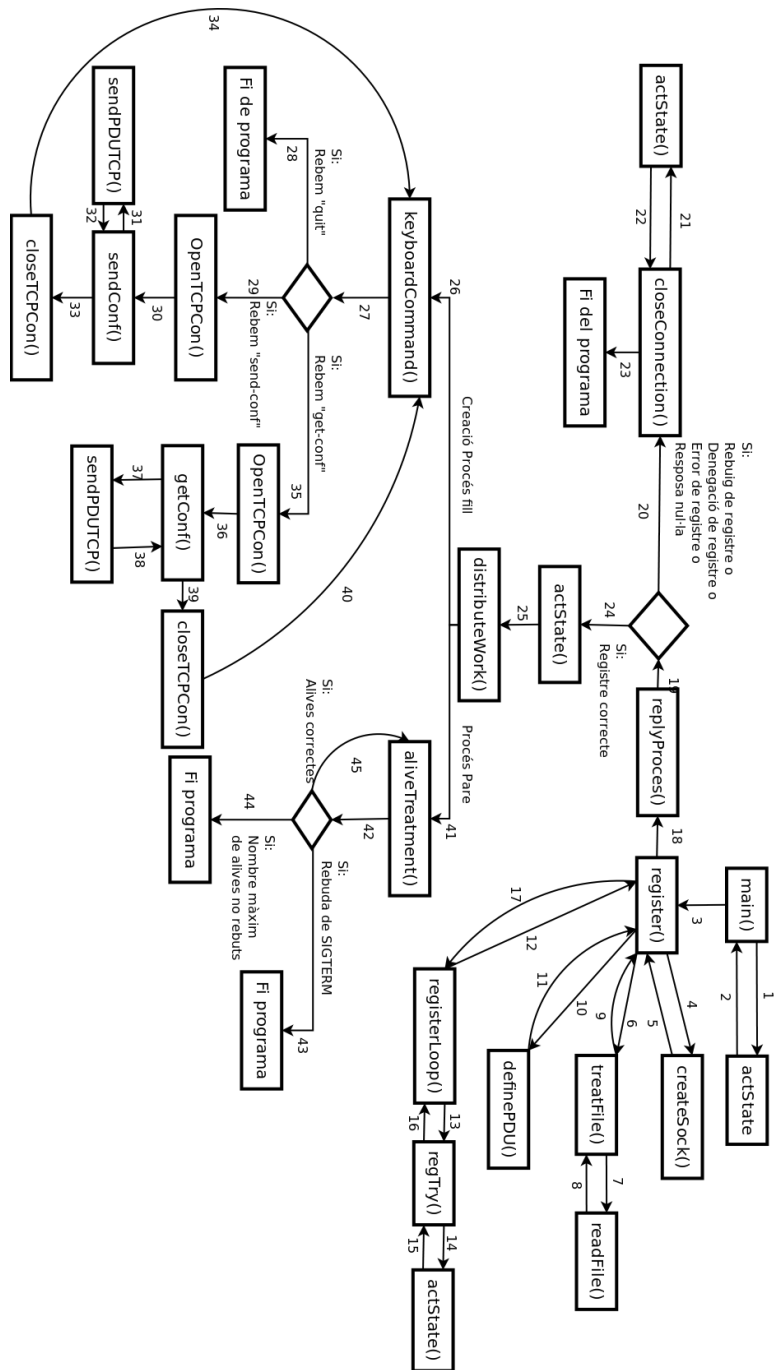 main()
1
2
actState
3
register()
4
5
createSock()
6
9
treatFile()
7
8
readFile()
10
11
definePDU()
12
17
registerLoop()
13
16
regTry()
14
15
actState()
18
replyProces()
19
20
Si:
Rebuig de registre o
Denegació de registre o
Error de registre o
Resposa nul·la
closeConnection()
21
22
actState()
23
Fi del programa
24
Si:
Registre correcte
actState()
25
distributeWork()
Creació Procés fill
Procés Pare
26
keyboardCommand()
27
Si:
Rebem "quit"
28
Fi de programa
29
Si:
Rebem "send-conf"
OpenTCPCon()
30
sendConf()
31
32
sendPDUTCP()
33
closeTCPCon()
34
Si:
Rebem "get-conf"
35
OpenTCPCon()
36
getConf()
37
38
sendPDUTCP()
39
closeTCPCon()
40
41
aliveTreatment()
42
45
Si:
Alives correctes
44
Si:
Nombre màxim
de alives no rebuts
Fi programa
Si:
Rebuda de SIGTERM
43
Fi programa